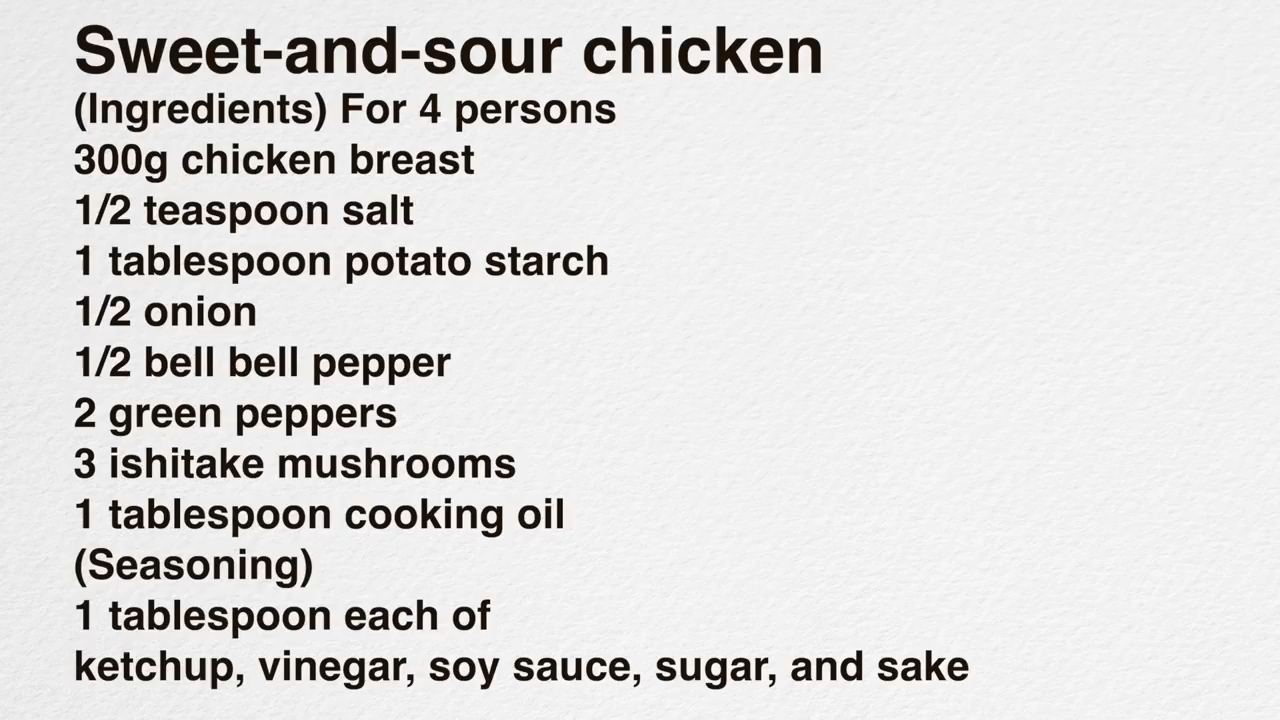 Sweet-and-sour chicken
(Ingredients) For 4 persons
300g chicken breast
1/2 teaspoon salt
1 tablespoon potato starch
1/2 onion
1/2 bell bell pepper
2 green peppers
3 ishitake mushrooms
1 tablespoon cooking oil
(Seasoning)
1 tablespoon each of
ketchup, vinegar, soy sauce, sugar, and sake